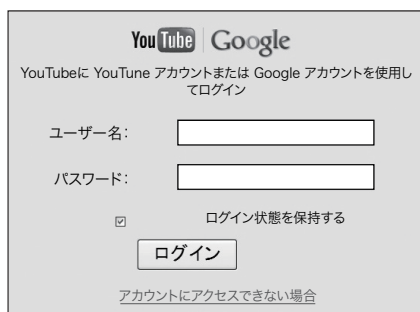 YouTube Google
YouTubeに YouTune アカウントまたは Google アカウントを使用し
てログイン
ユーザー名:
パスワード:
ログイン状態を保持する
ログイン
アカウントにアクセスできない場合